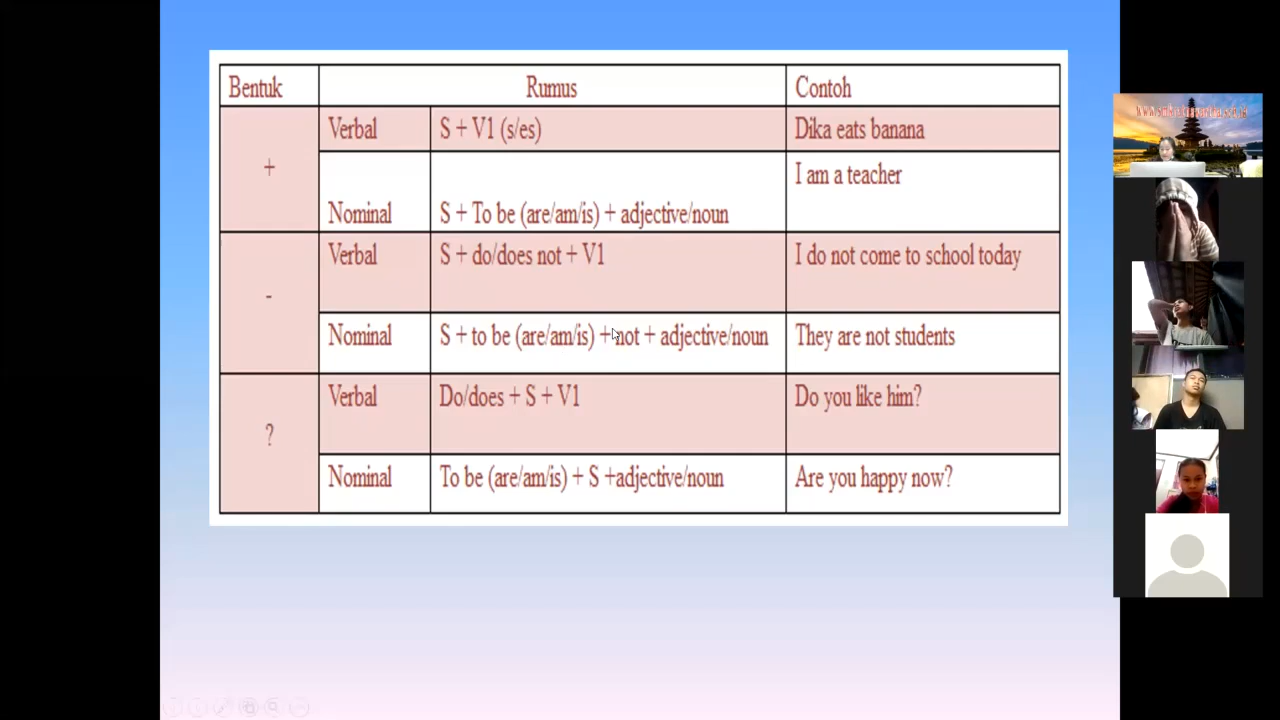 Bentuk Rumus Contoh
+ Verbal S + V1 (s/es) Dika eats banana
Nominal S + To be (are/am/is) + adjective/noun I am a teacher
- Verbal S + do/does not + V1 I do not come to school today
Nominal S + to be (are/am/is) + not + adjective/noun They are not students
? Verbal Do/does + S + V1 Do you like him?
Nominal To be (are/am/is) + S +adjective/noun Are you happy now?